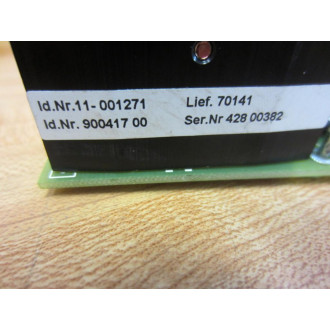 Id.Nr.11- 001271 Lief. 70141
Id.Nr. 900417 00 Ser.Nr 428 00382